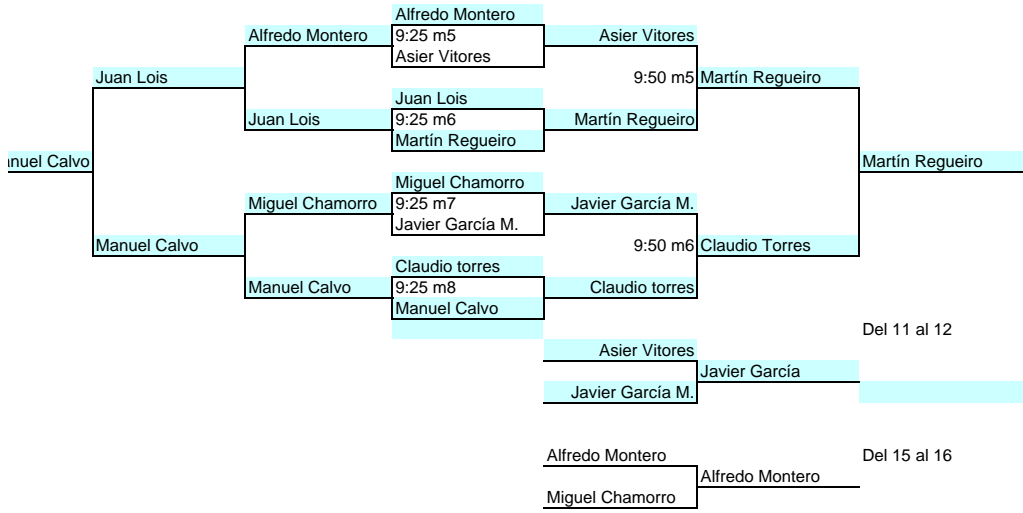 Alfredo Montero
Alfredo Montero 9:25 m5 Asier Vitores
Asier Vitores
Juan Lois 9:50 m5 Martín Regueiro
Juan Lois
Juan Lois 9:25 m6 Martín Regueiro
Martín Regueiro
nuel Calvo Martín Regueiro
Miguel Chamorro
Miguel Chamorro 9:25 m7 Javier García M.
Javier García M.
Manuel Calvo 9:50 m6 Claudio Torres
Claudio torres
Manuel Calvo 9:25 m8 Claudio torres
Manuel Calvo
Del 11 al 12
Asier Vitores
Javier García
Javier García M.
Alfredo Montero Del 15 al 16
Alfredo Montero
Miguel Chamorro